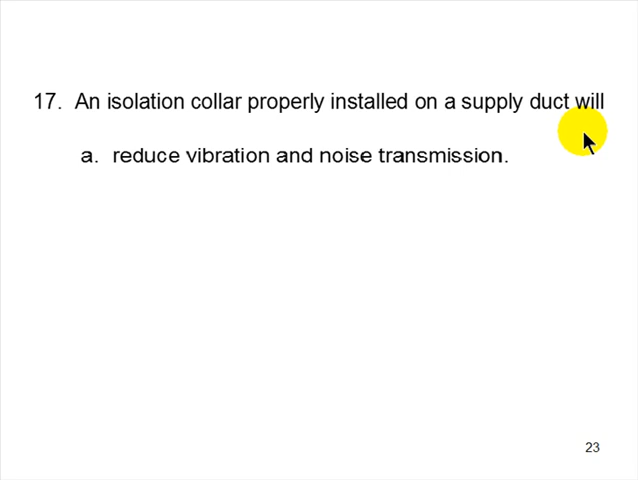 17. An isolation collar properly installed on a supply duct will
a. reduce vibration and noise transmission.
23